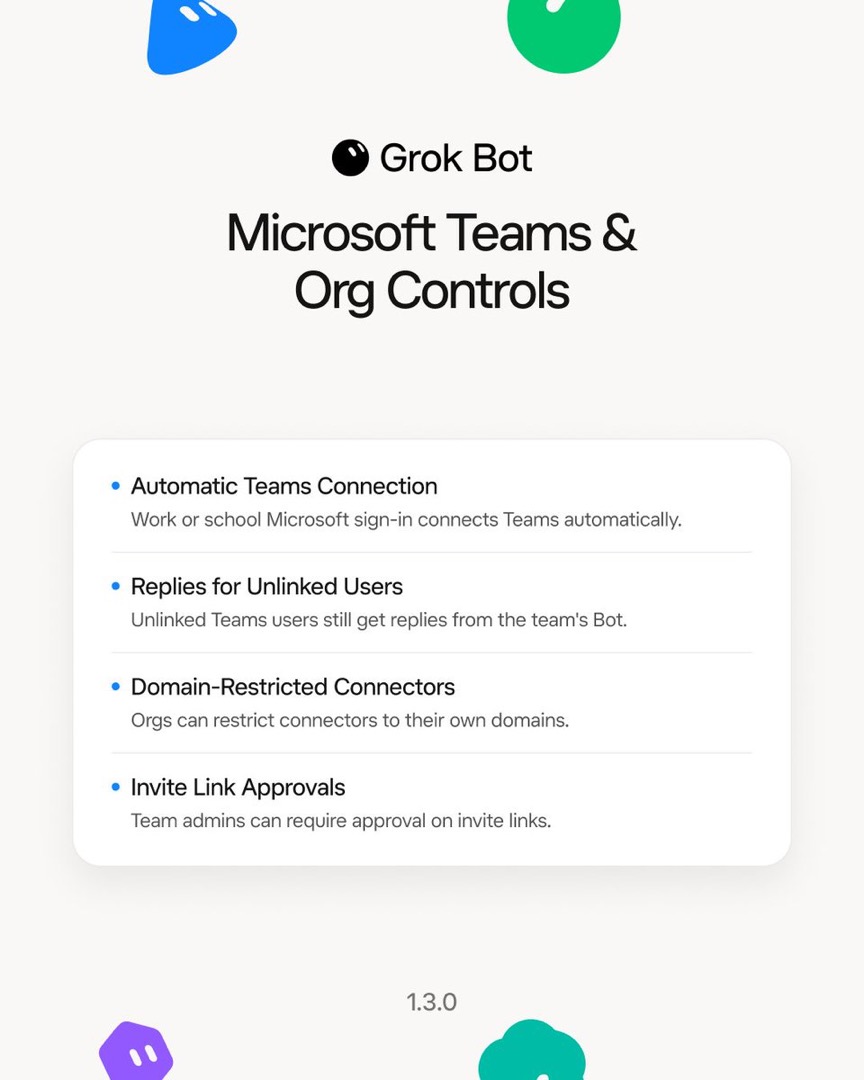 Grok Bot
Microsoft Teams &
Org Controls
Automatic Teams Connection
Work or school Microsoft sign-in connects Teams automatically.
Replies for Unlinked Users
Unlinked Teams users still get replies from the team's Bot.
Domain-Restricted Connectors
Orgs can restrict connectors to their own domains.
Invite Link Approvals
Team admins can require approval on invite links.
1.3.0